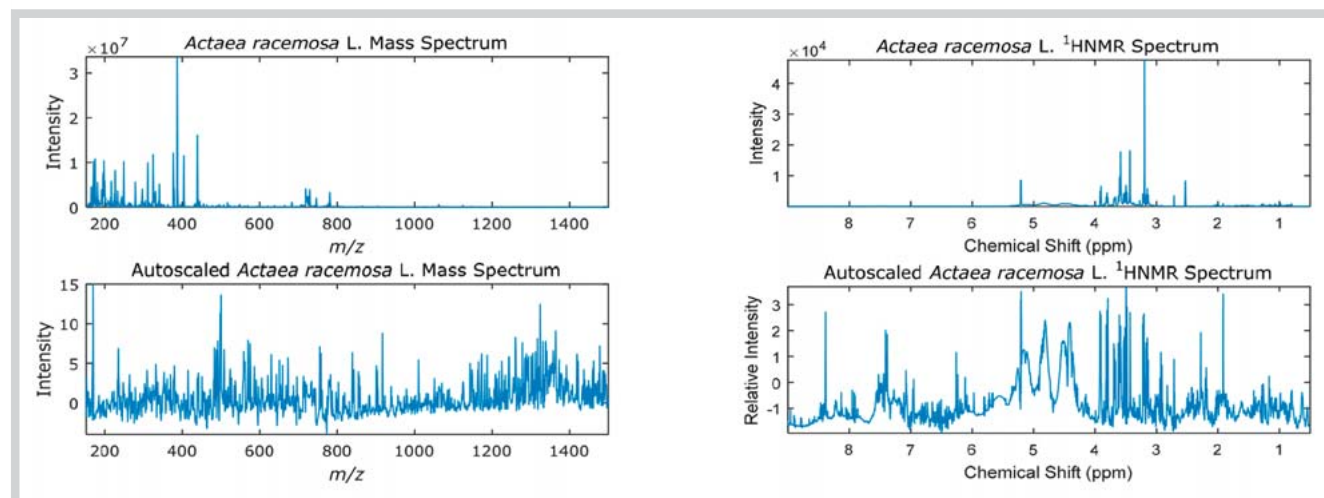 Actaea racemosa L. Mass Spectrum
×10⁷
3
2
1
0
Intensity
200 400 600 800 1000 1200 1400
m/z
Actaea racemosa L. ¹HNMR Spectrum
×10⁴
4
3
2
1
0
Intensity
8 7 6 5 4 3 2 1
Chemical Shift (ppm)
Autoscaled Actaea racemosa L. Mass Spectrum
15
10
5
0
Intensity
200 400 600 800 1000 1200 1400
m/z
Autoscaled Actaea racemosa L. ¹HNMR Spectrum
3
2
1
0
-1
Relative Intensity
8 7 6 5 4 3 2 1
Chemical Shift (ppm)